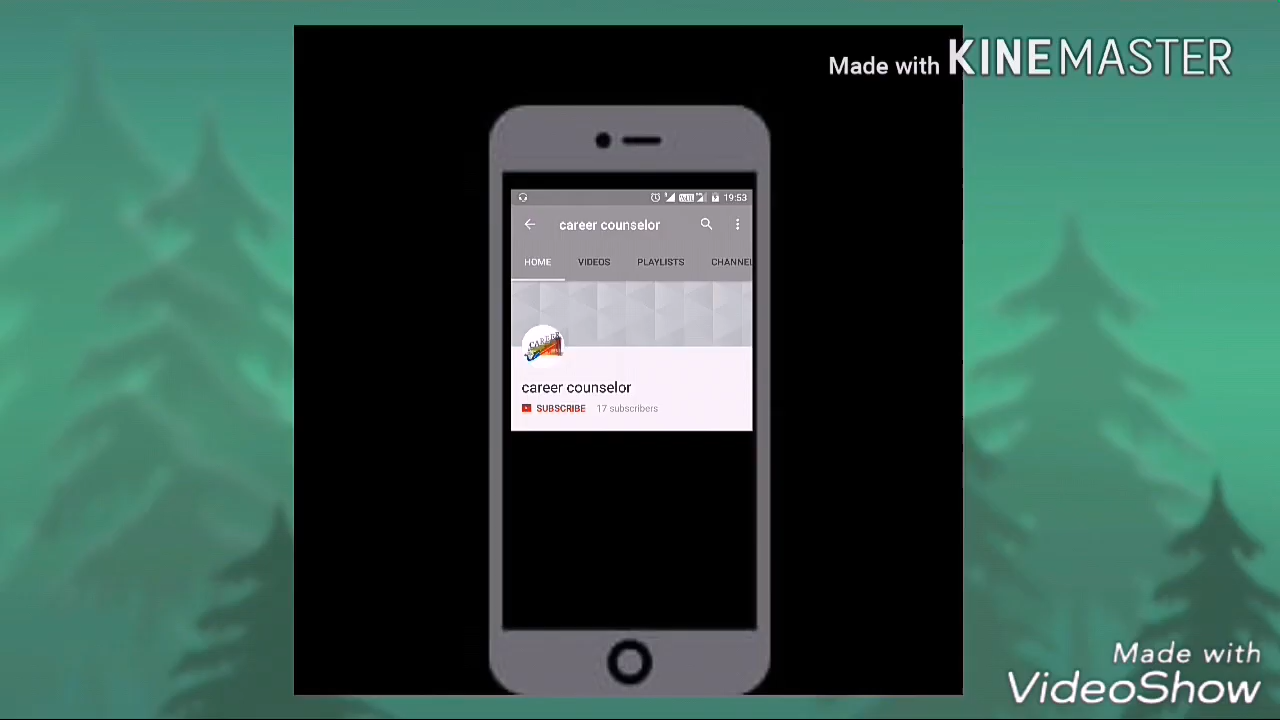 Made with KINEMASTER
19:53
career counselor
HOME VIDEOS PLAYLISTS CHANNEL
CAREER
career counselor
SUBSCRIBE 17 subscribers
Made with
VideoShow